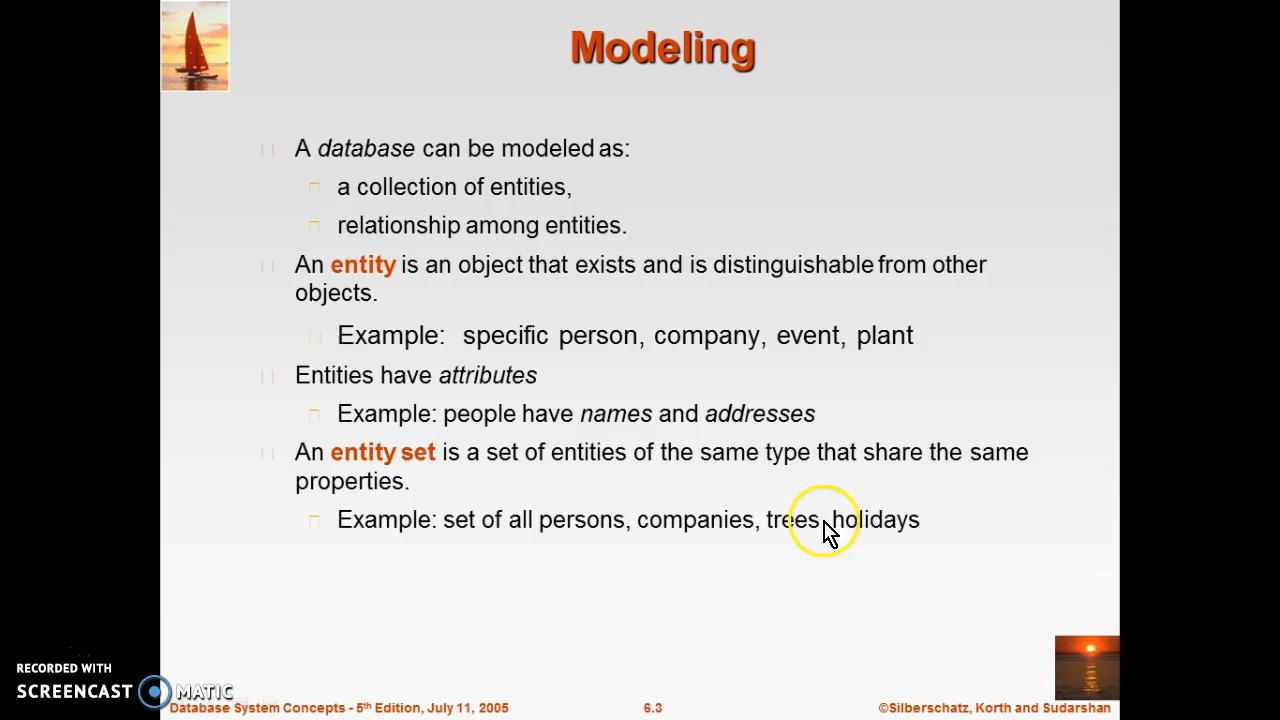 Modeling
A database can be modeled as:
a collection of entities,
relationship among entities.
An entity is an object that exists and is distinguishable from other
objects.
Example: specific person, company, event, plant
Entities have attributes
Example: people have names and addresses
An entity set is a set of entities of the same type that share the same
properties.
Example: set of all persons, companies, trees, holidays
RECORDED WITH
SCREENCAST MATIC
Database System Concepts - 5th Edition, July 11, 2005
6.3
©Silberschatz, Korth and Sudarshan